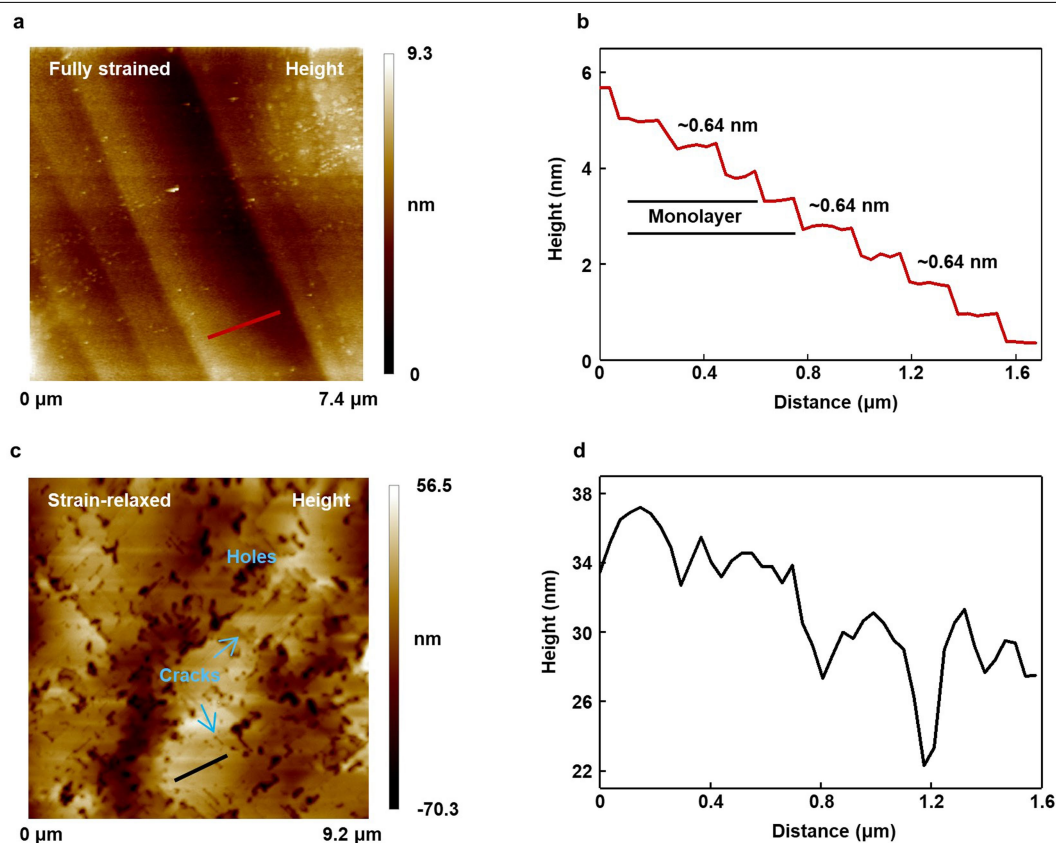 a
Fully strained
Height
9.3
nm
0
0 µm
7.4 µm
b
6
4
2
0
Height (nm)
~0.64 nm
Monolayer
~0.64 nm
~0.64 nm
0
0.4
0.8
1.2
1.6
Distance (µm)
c
Strain-relaxed
Height
Holes
Cracks
56.5
nm
-70.3
0 µm
9.2 µm
d
38
34
30
26
22
Height (nm)
0
0.4
0.8
1.2
1.6
Distance (µm)